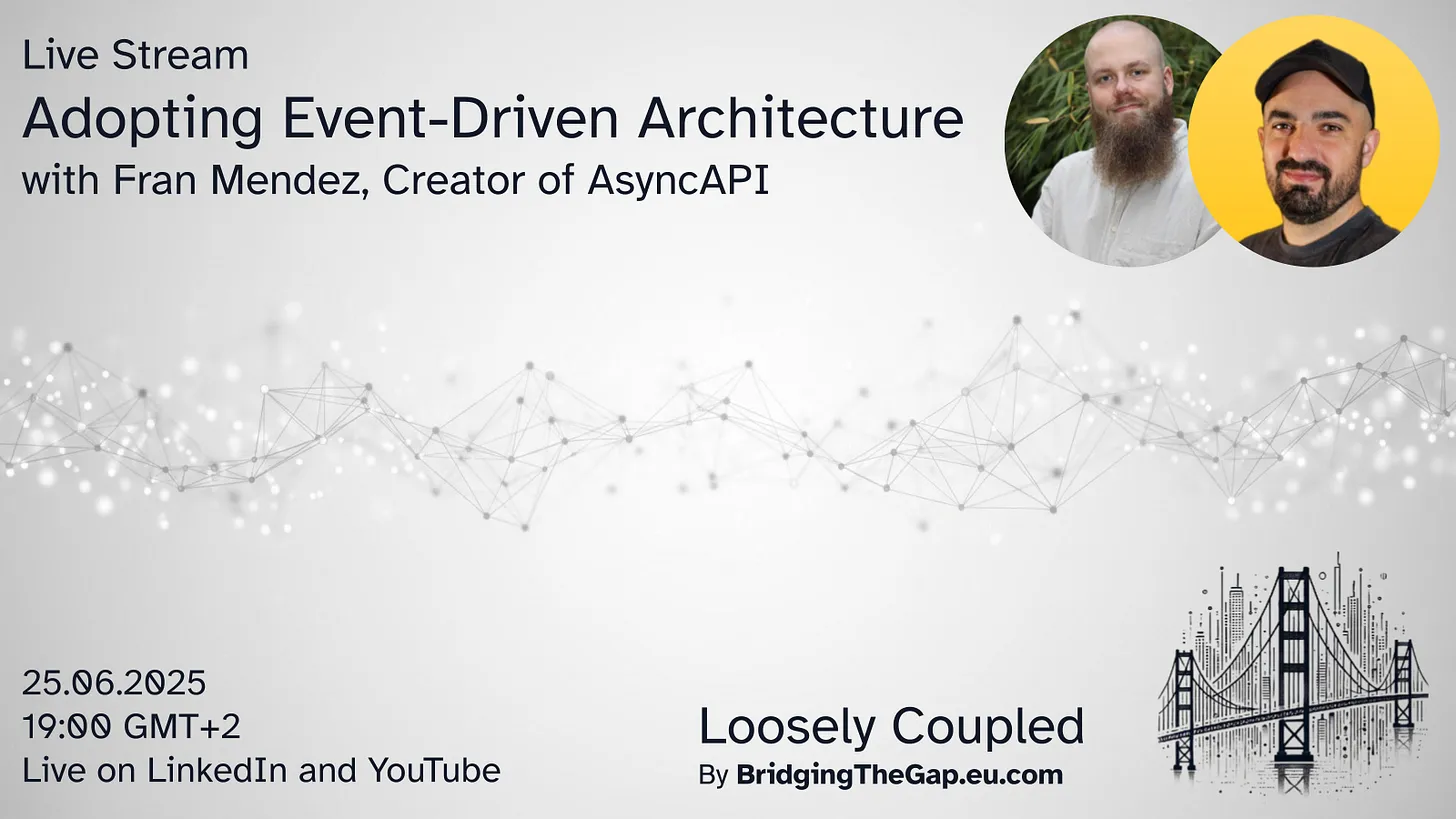 Live Stream
Adopting Event-Driven Architecture
with Fran Mendez, Creator of AsyncAPI
25.06.2025
19:00 GMT+2
Live on LinkedIn and YouTube
Loosely Coupled
By BridgingTheGap.eu.com